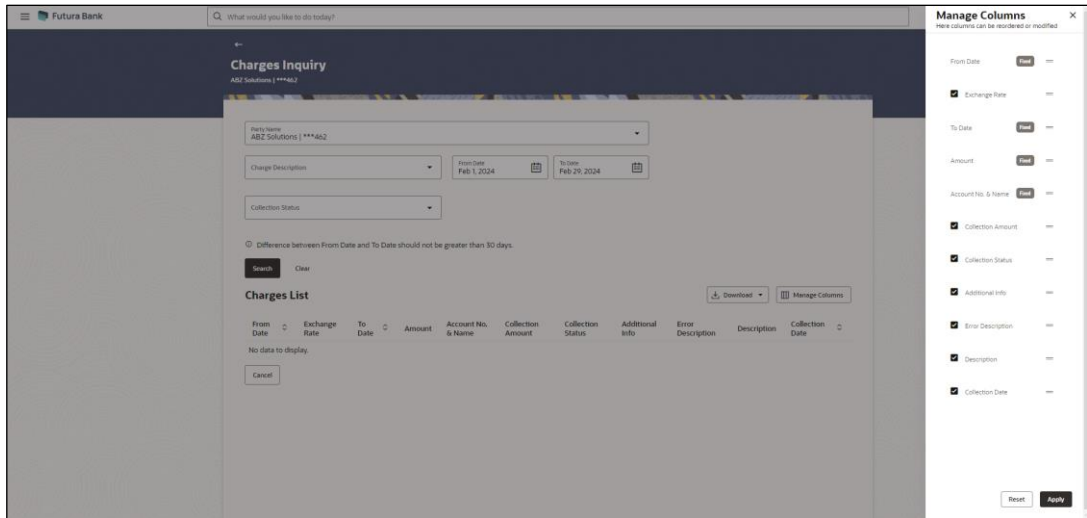 Futura Bank
What would you like to do today?
Charges Inquiry
ABZ Solutions | ***462
Party Name
ABZ Solutions | ***462
Charge Description
From Date
Feb 1, 2024
To Date
Feb 29, 2024
Collection Status
Difference between From Date and To Date should not be greater than 30 days.
Search Clear
Charges List
Download Manage Columns
From Date Exchange Rate To Date Amount Account No. & Name Collection Amount Collection Status Additional Info Error Description Description Collection Date
No data to display.
Cancel
Manage Columns
Here columns can be reordered or modified
From Date Fixed
Exchange Rate
To Date Fixed
Amount Fixed
Account No. & Name Fixed
Collection Amount
Collection Status
Additional Info
Error Description
Description
Collection Date
Reset Apply